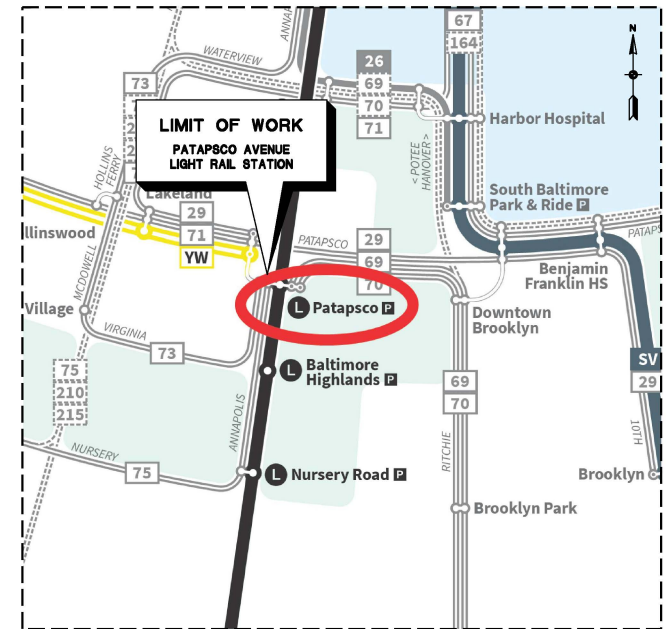 67
164
N
ANNAP
WATERVIEW
26
69
70
71
73
Harbor Hospital
LIMIT OF WORK
PATAPSCO AVENUE
LIGHT RAIL STATION
HOLLINS
FERRY
< POTEE
HANOVER >
Lakeland
South Baltimore
Park & Ride P
29
71
YW
llinswood
PATAPSCO
29
69
70
PATAPS
Benjamin
Franklin HS
MCDOWELL
L Patapsco P
Village
Downtown
Brooklyn
VIRGINIA
73
L Baltimore
Highlands P
SV
29
75
210
215
69
70
ANNAPOLIS
RITCHIE
10TH
NURSERY
75
L Nursery Road P
Brooklyn
Brooklyn Park